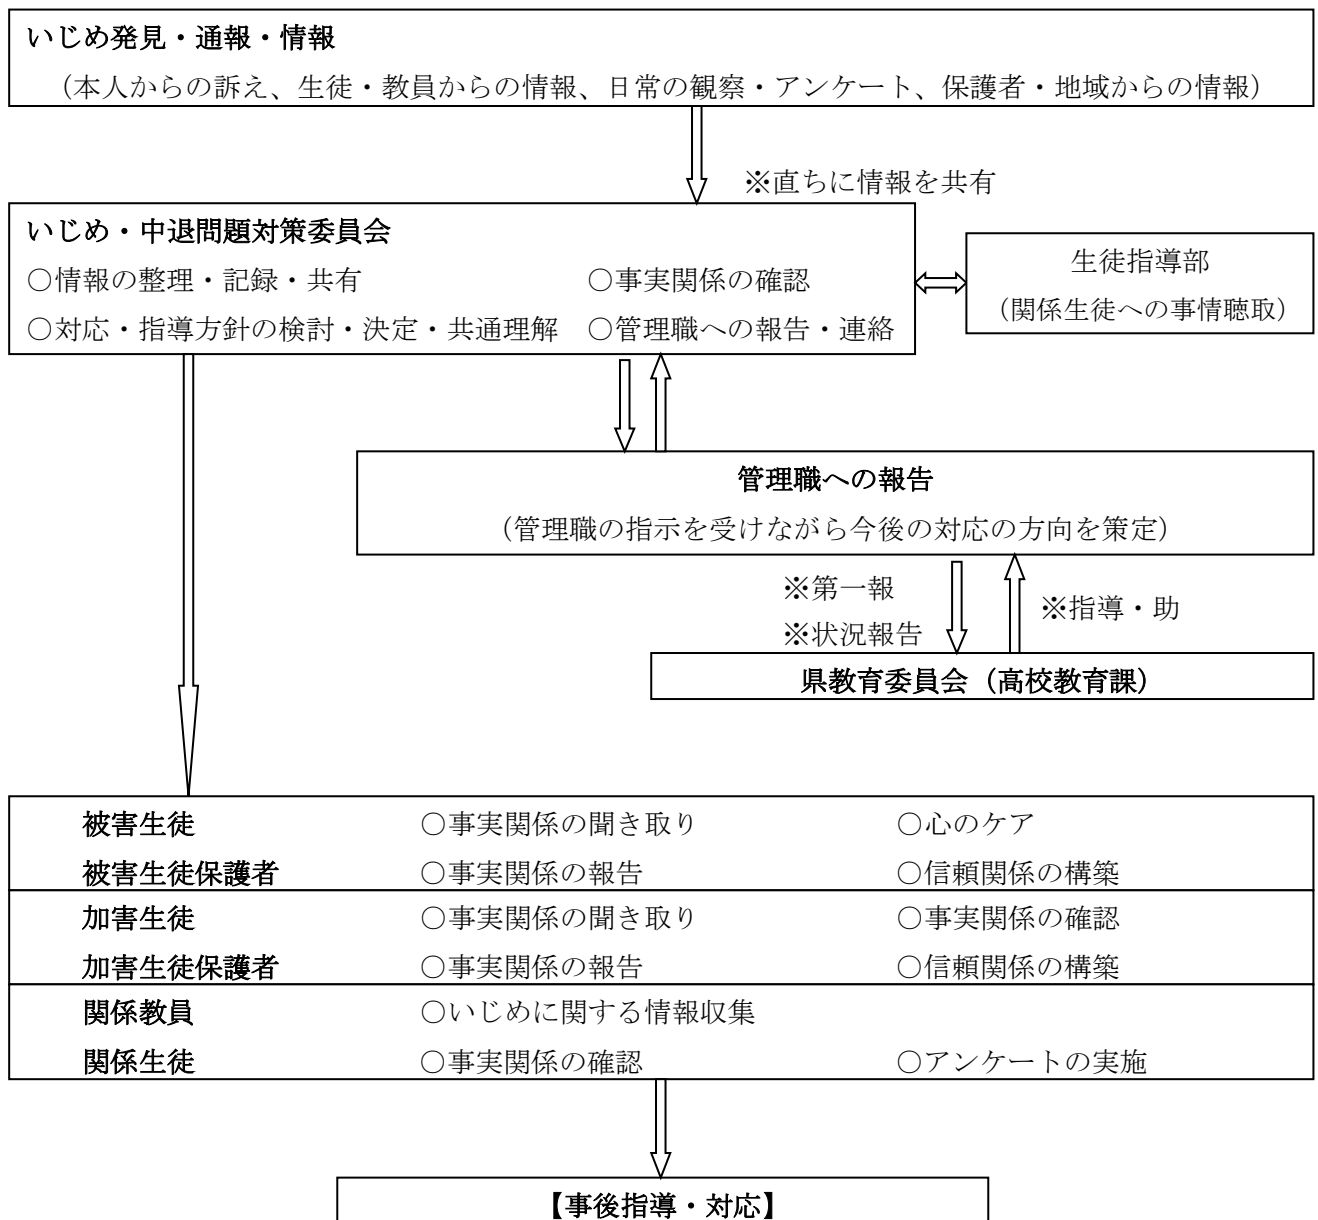 いじめ発見・通報・情報
（本人からの訴え、生徒・教員からの情報、日常の観察・アンケート、保護者・地域からの情報）
※直ちに情報を共有
いじめ・中退問題対策委員会
○情報の整理・記録・共有 ○事実関係の確認
○対応・指導方針の検討・決定・共通理解 ○管理職への報告・連絡
生徒指導部
（関係生徒への事情聴取）
管理職への報告
（管理職の指示を受けながら今後の対応の方向を策定）
※第一報
※状況報告
※指導・助
県教育委員会（高校教育課）
被害生徒 ○事実関係の聞き取り ○心のケア
被害生徒保護者 ○事実関係の報告 ○信頼関係の構築
加害生徒 ○事実関係の聞き取り ○事実関係の確認
加害生徒保護者 ○事実関係の報告 ○信頼関係の構築
関係教員 ○いじめに関する情報収集
関係生徒 ○事実関係の確認 ○アンケートの実施
【事後指導・対応】